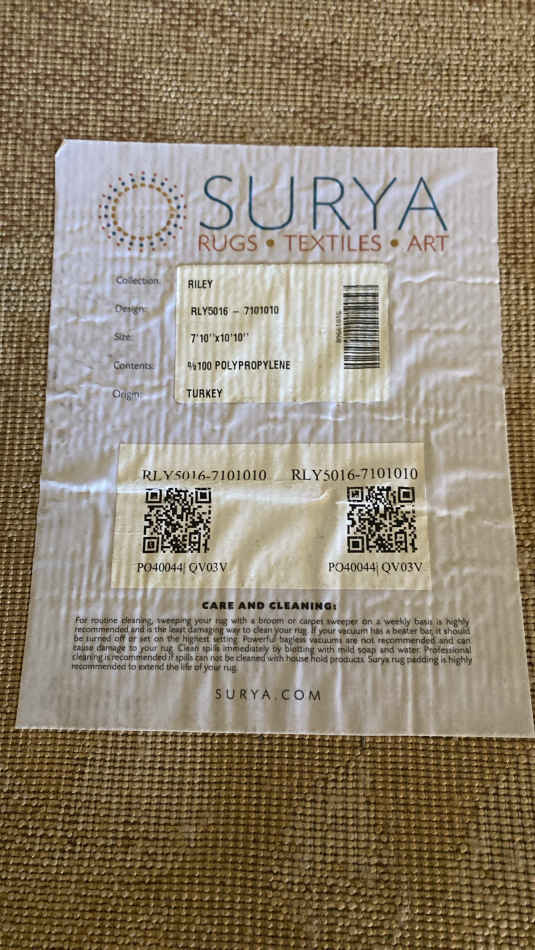 SURYA
RUGS • TEXTILES • ART
Collection: RILEY
Design: RLY5016 - 7101010
Size: 7'10''x10'10''
Contents: %100 POLYPROPYLENE
Origin: TURKEY
RLY5016-7101010 RLY5016-7101010
PO40044| QV03V PO40044| QV03V
CARE AND CLEANING:
For routine cleaning, sweeping your rug with a broom or carpet sweeper on a weekly basis is highly
recommended and is the least damaging way to clean your rug. If your vacuum has a beater bar, it should
be turned off or set on the highest setting. Powerful bagless vacuums are not recommended and can
cause damage to your rug. Clean spills immediately by blotting with mild soap and water. Professional
cleaning is recommended if spills can not be cleaned with house hold products. Surya rug padding is highly
recommended to extend the life of your rug.
SURYA.COM